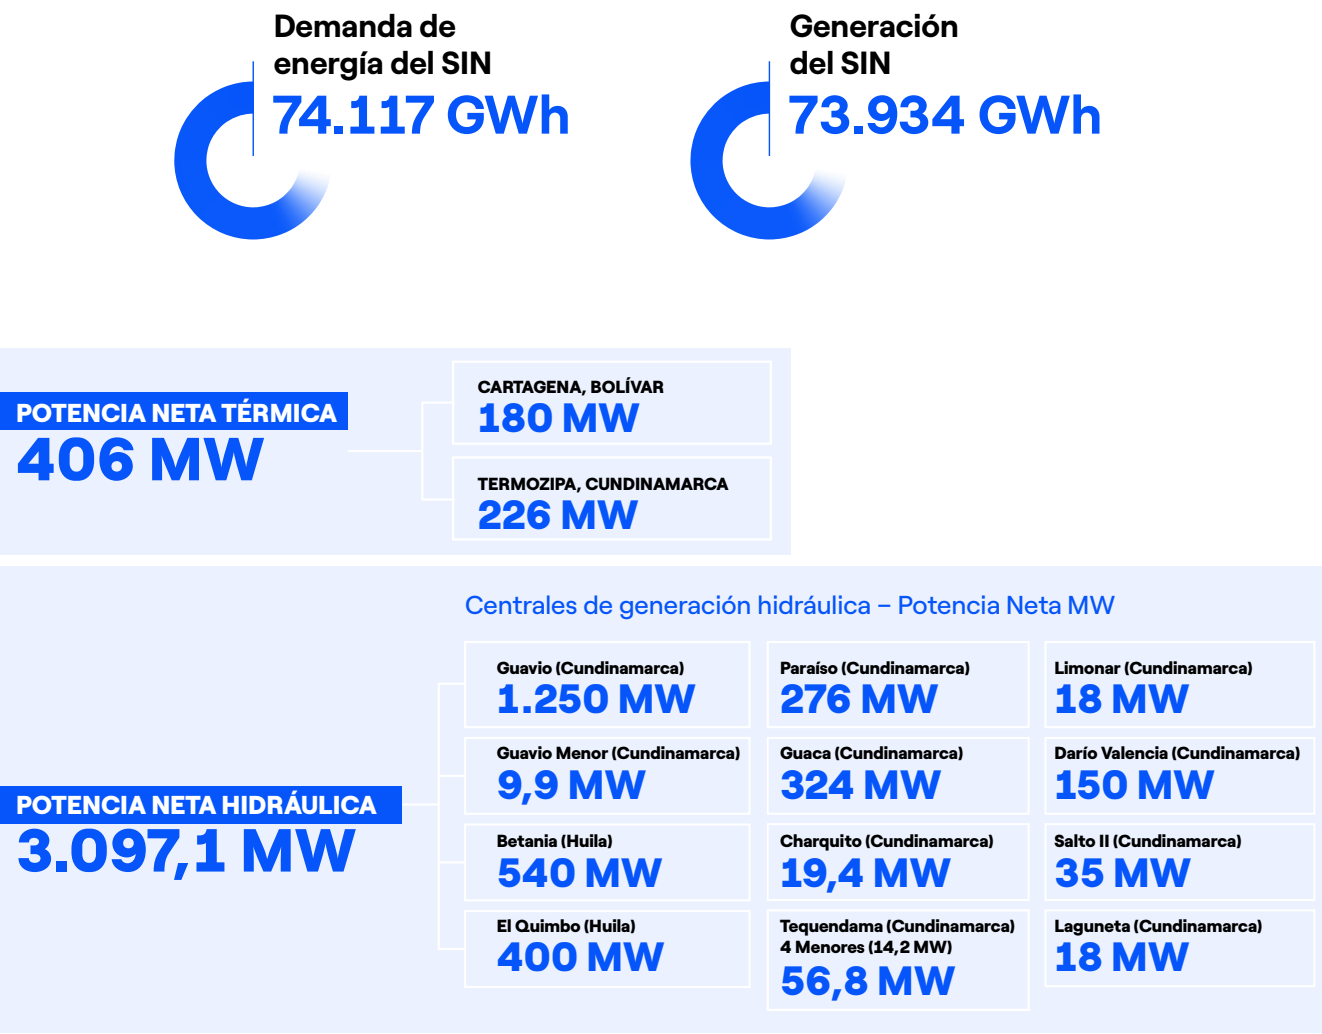 Demanda de
energía del SIN
74.117 GWh
Generación
del SIN
73.934 GWh
POTENCIA NETA TÉRMICA
406 MW
CARTAGENA, BOLÍVAR
180 MW
TERMOZIPA, CUNDINAMARCA
226 MW
Centrales de generación hidráulica – Potencia Neta MW
POTENCIA NETA HIDRÁULICA
3.097,1 MW
Guavio (Cundinamarca)
1.250 MW
Guavio Menor (Cundinamarca)
9,9 MW
Betania (Huila)
540 MW
El Quimbo (Huila)
400 MW
Paraíso (Cundinamarca)
276 MW
Guaca (Cundinamarca)
324 MW
Charquito (Cundinamarca)
19,4 MW
Tequendama (Cundinamarca)
4 Menores (14,2 MW)
56,8 MW
Limonar (Cundinamarca)
18 MW
Darío Valencia (Cundinamarca)
150 MW
Salto II (Cundinamarca)
35 MW
Laguneta (Cundinamarca)
18 MW